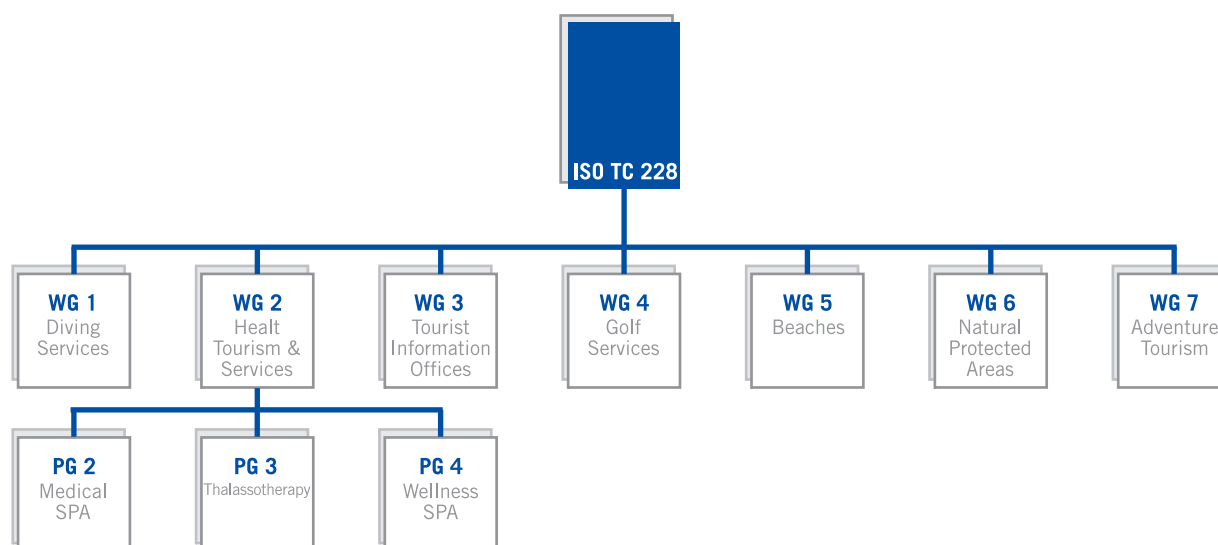 ISO TC 228
WG 1
Diving
Services
WG 2
Healt
Tourism &
Services
WG 3
Tourist
Information
Offices
WG 4
Golf
Services
WG 5
Beaches
WG 6
Natural
Protected
Areas
WG 7
Adventure
Tourism
PG 2
Medical
SPA
PG 3
Thalassotherapy
PG 4
Wellness
SPA